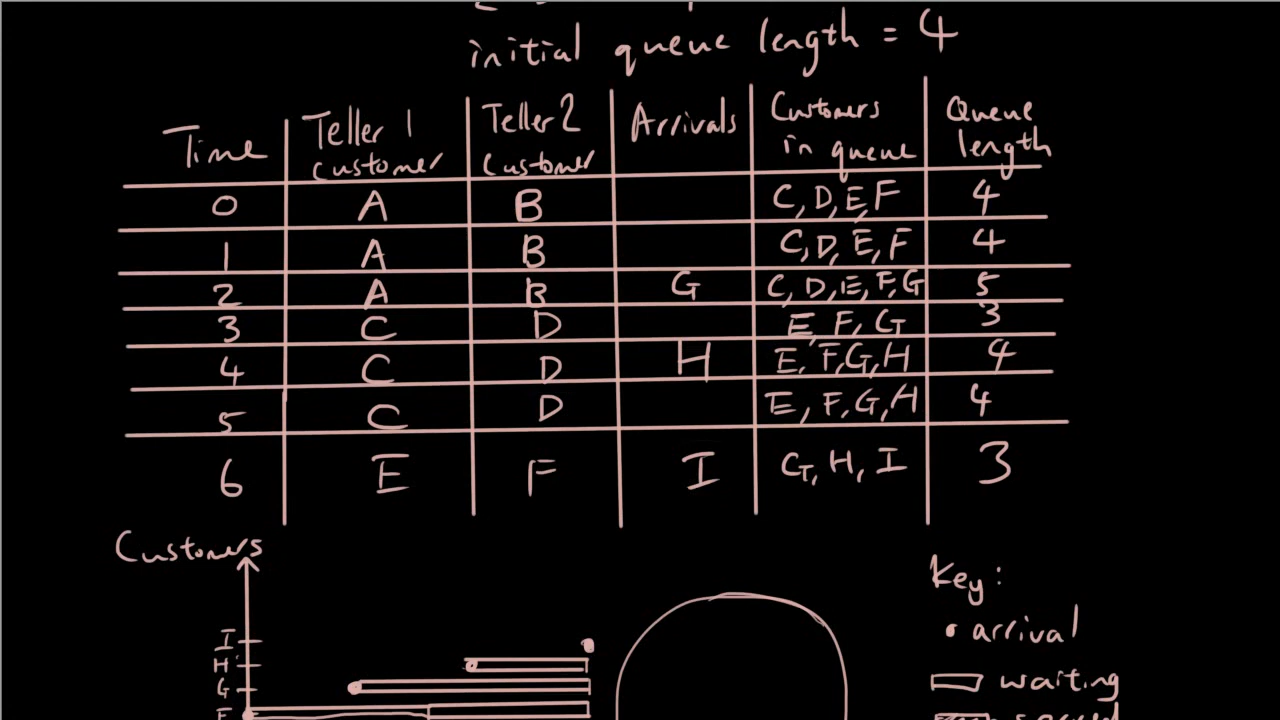 initial queue length = 4
Time Teller 1 customer Teller 2 customer Arrivals Customers in queue Queue length
0 A B C, D, E, F 4
1 A B C, D, E, F 4
2 A B G C, D, E, F, G 5
3 C D E, F, G 3
4 C D H E, F, G, H 4
5 C D E, F, G, H 4
6 E F I G, H, I 3
Customers
Key:
I
• arrival
H
G
waiting
F